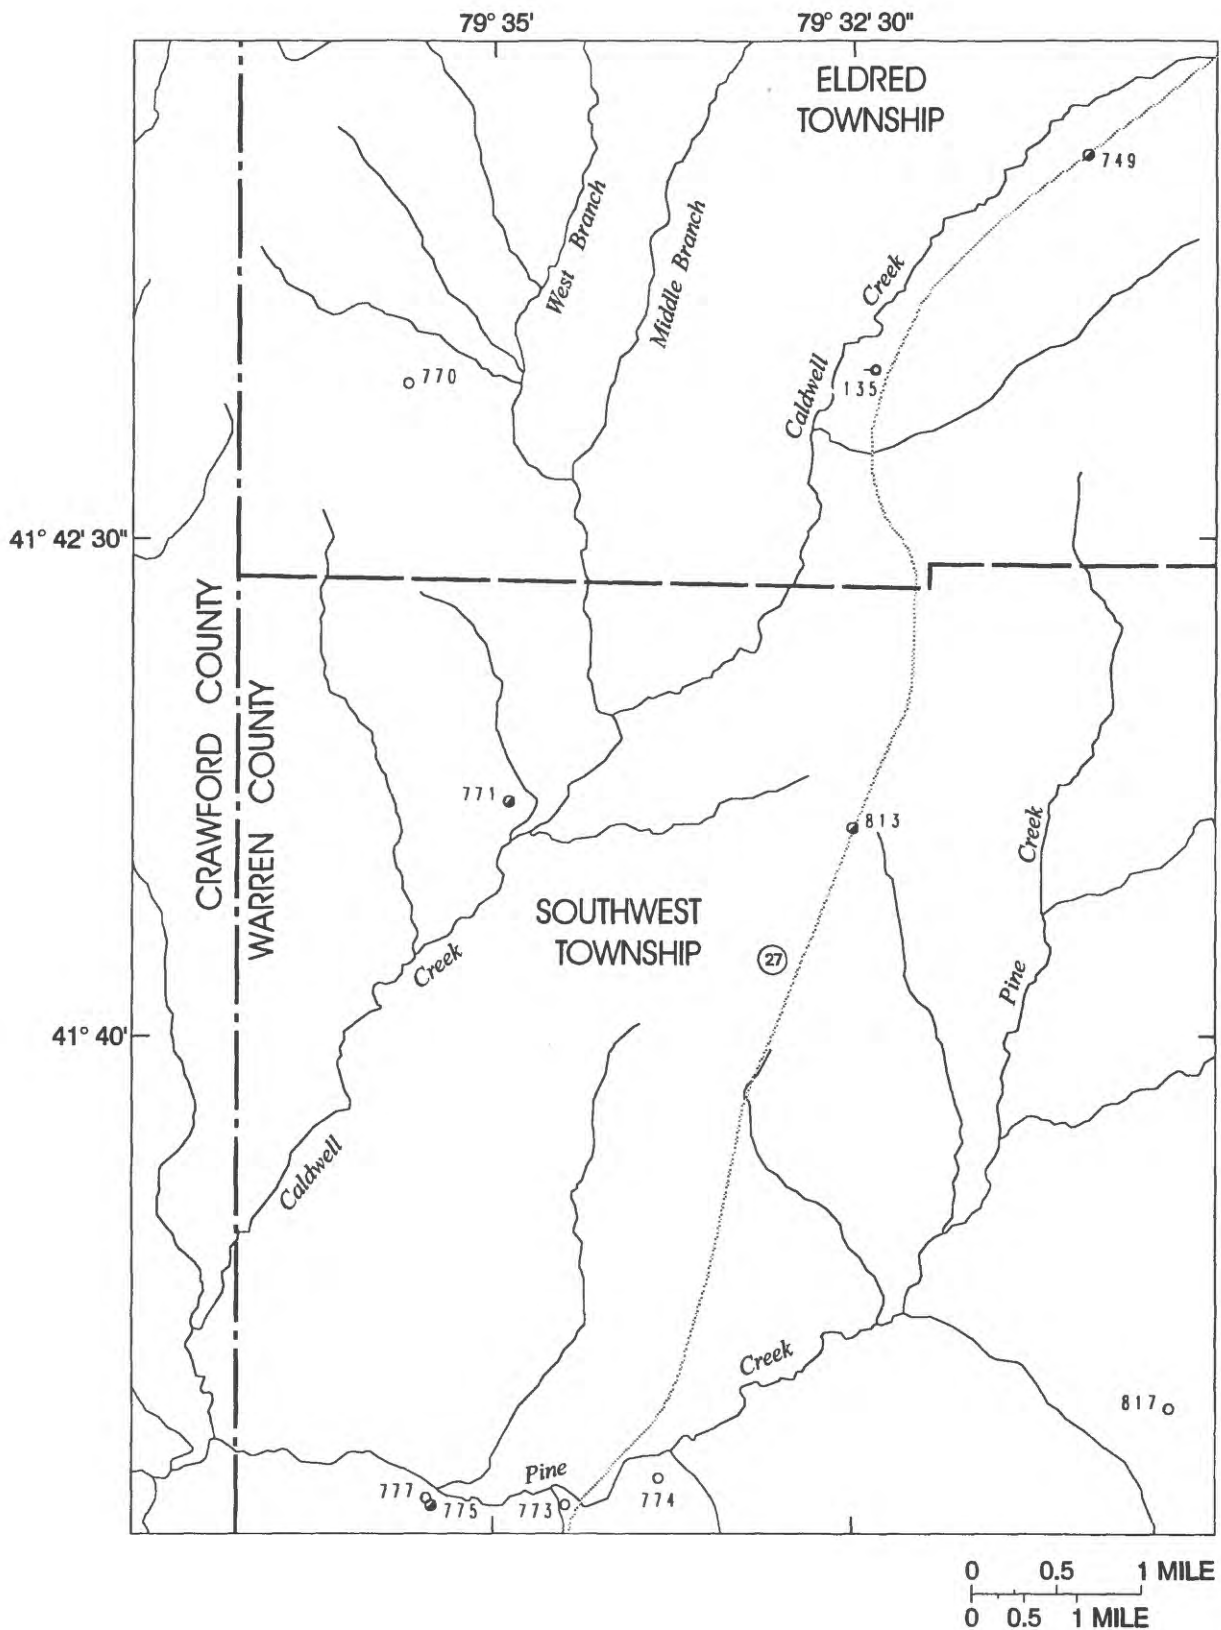 79° 35'
79° 32' 30"
ELDRED
TOWNSHIP
749
West Branch
Middle Branch
Creek
Caldwell
770
135
41° 42' 30"
CRAWFORD COUNTY
WARREN COUNTY
771
813
Creek
SOUTHWEST
TOWNSHIP
27
Creek
Pine
41° 40'
Caldwell
Creek
817
Pine
777
775
773
774
0 0.5 1 MILE
0 0.5 1 MILE